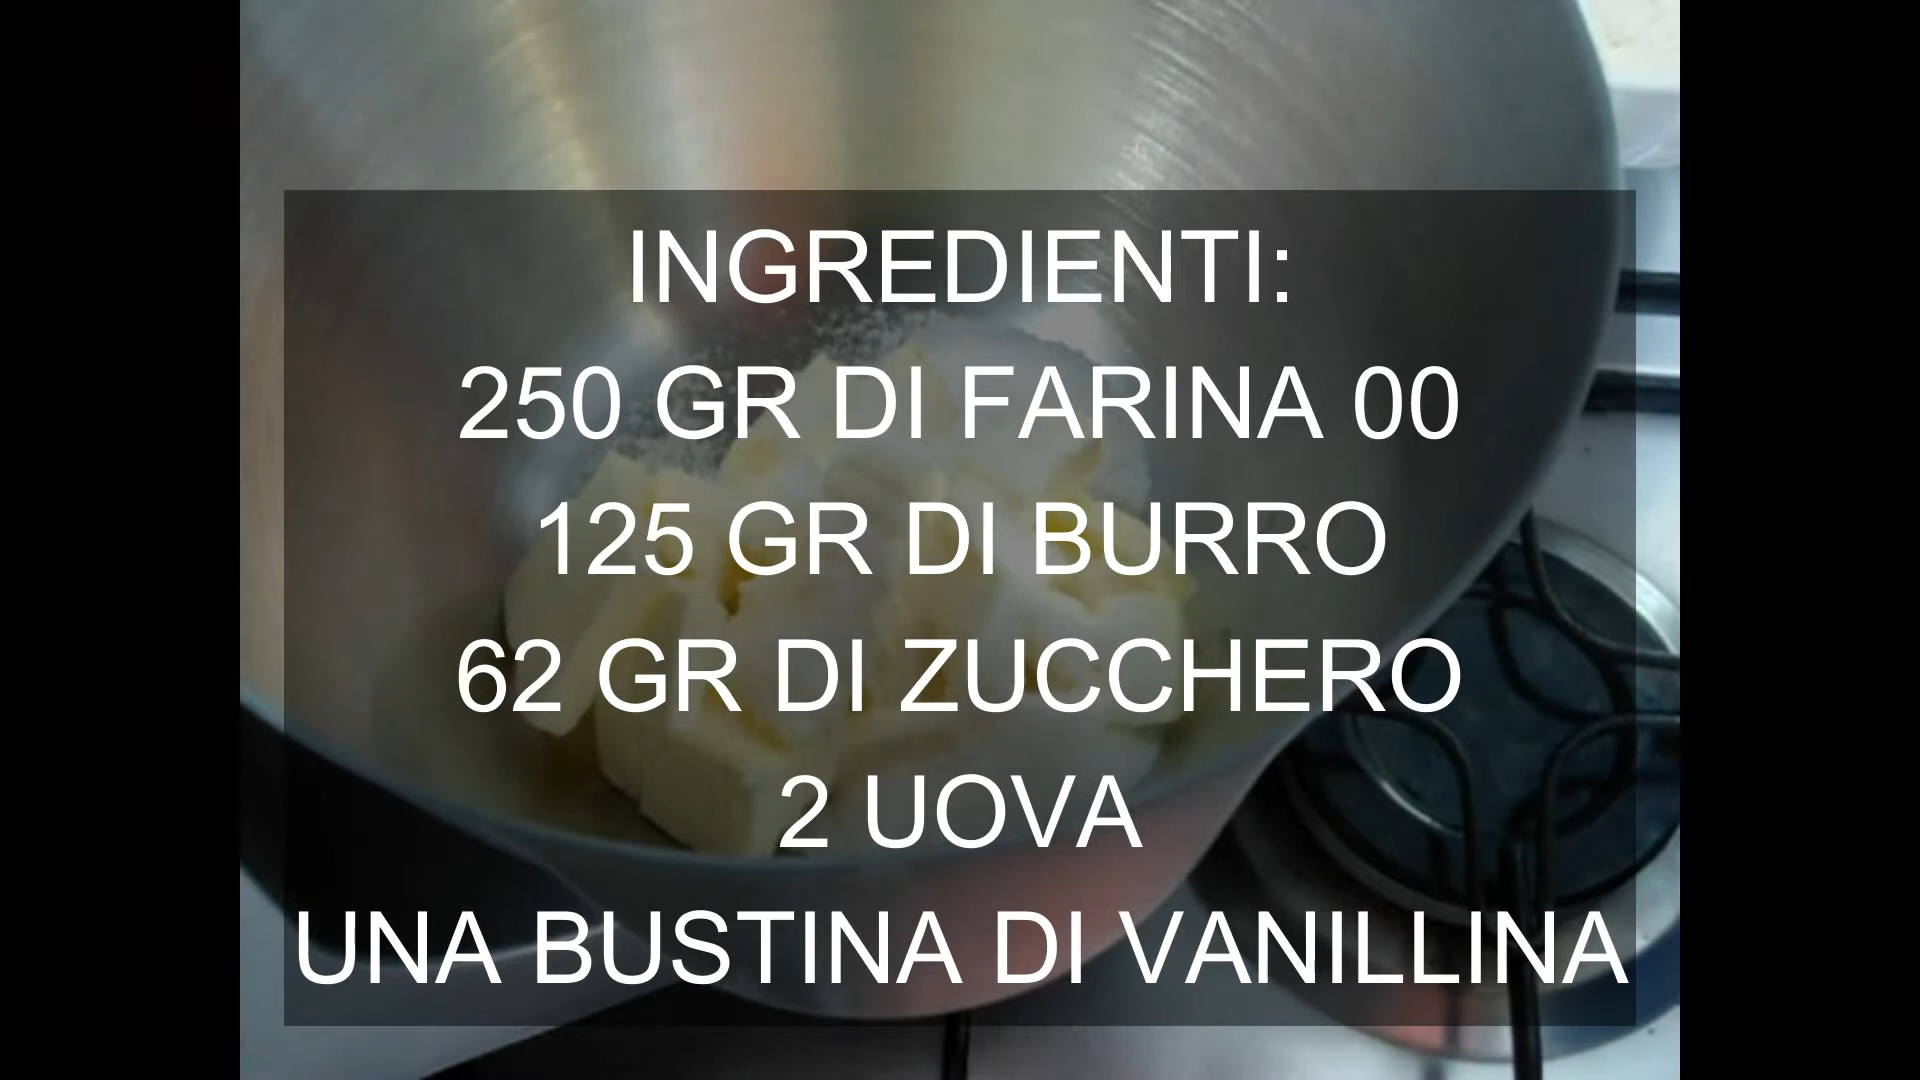 INGREDIENTI:
250 GR DI FARINA 00
125 GR DI BURRO
62 GR DI ZUCCHERO
2 UOVA
UNA BUSTINA DI VANILLINA